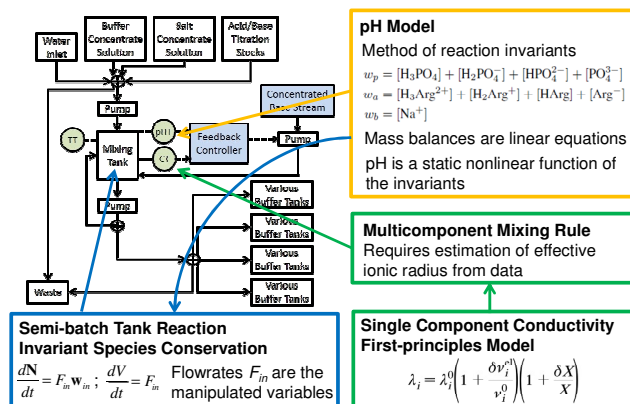 Water
Inlet
Buffer
Concentrate
Solution
Salt
Concentrate
Solution
Acid/Base
Titration
Stocks
Pump
TT
Mixing
Tank
pH
CT
Feedback
Controller
Concentrated
Base Stream
Pump
Pump
Various
Buffer Tanks
Various
Buffer Tanks
Various
Buffer Tanks
Various
Buffer Tanks
Waste
pH Model
Method of reaction invariants
w_p = [H3PO4] + [H2PO4^-] + [HPO4^2-] + [PO4^3-]
w_a = [H3Arg^2+] + [H2Arg^+] + [HArg] + [Arg^-]
w_b = [Na^+]
Mass balances are linear equations
pH is a static nonlinear function of
the invariants
Multicomponent Mixing Rule
Requires estimation of effective
ionic radius from data
Semi-batch Tank Reaction
Invariant Species Conservation
dN/dt = F_in w_in ; dV/dt = F_in
Flowrates F_in are the
manipulated variables
Single Component Conductivity
First-principles Model
λ_i = λ_i^0 (1 + δν_i^el/ν_i^0)(1 + δX/X)